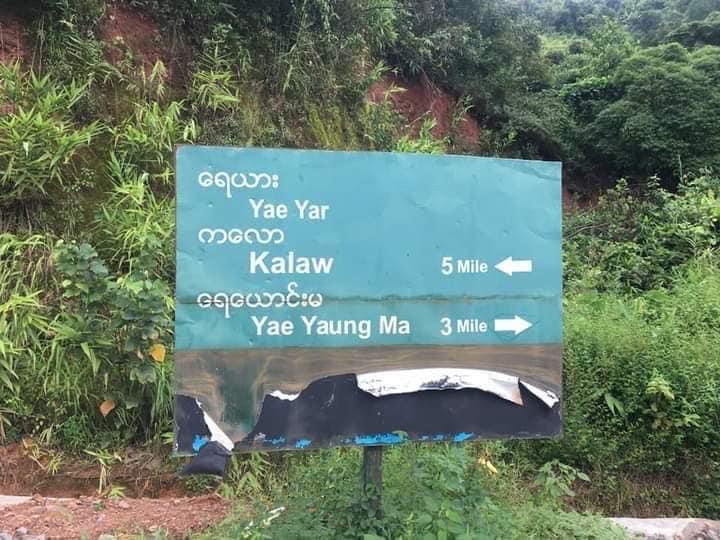 ရေယား
Yae Yar
ကလော
Kalaw 5 Mile
ရေယောင်းမ
Yae Yaung Ma 3 Mile